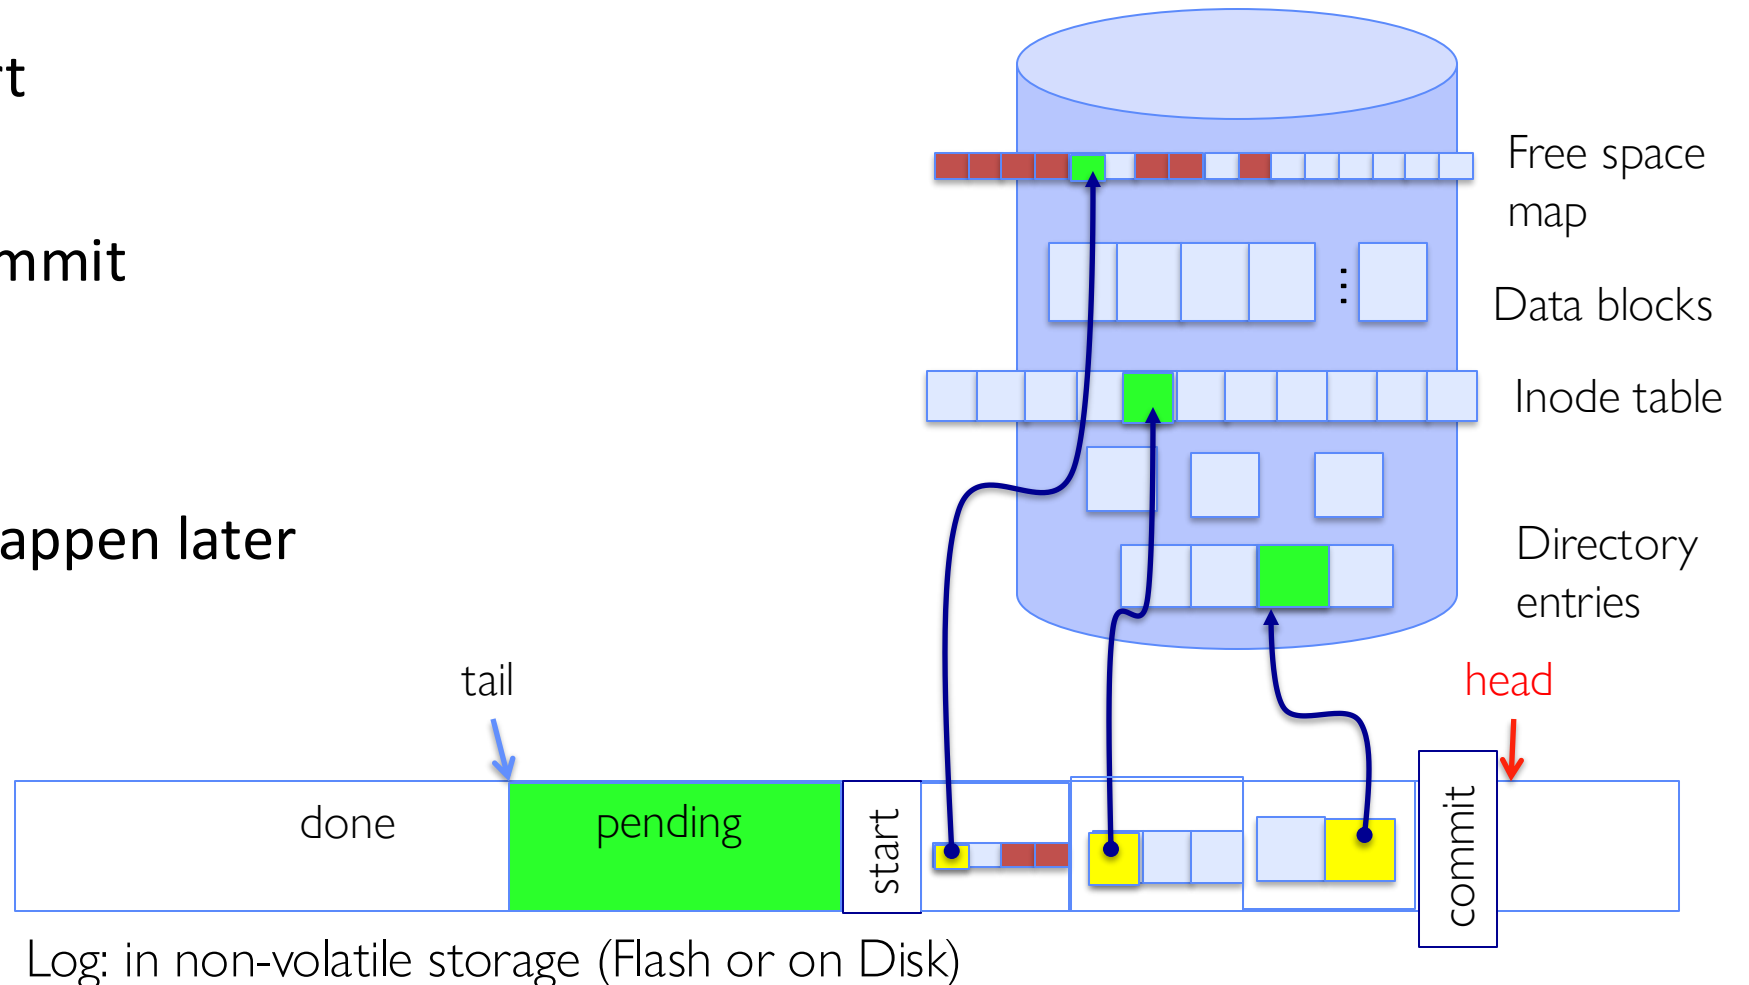 rt
mmit
appen later
Free space
map
Data blocks
Inode table
Directory
entries
tail
head
done
pending
start
commit
Log: in non-volatile storage (Flash or on Disk)